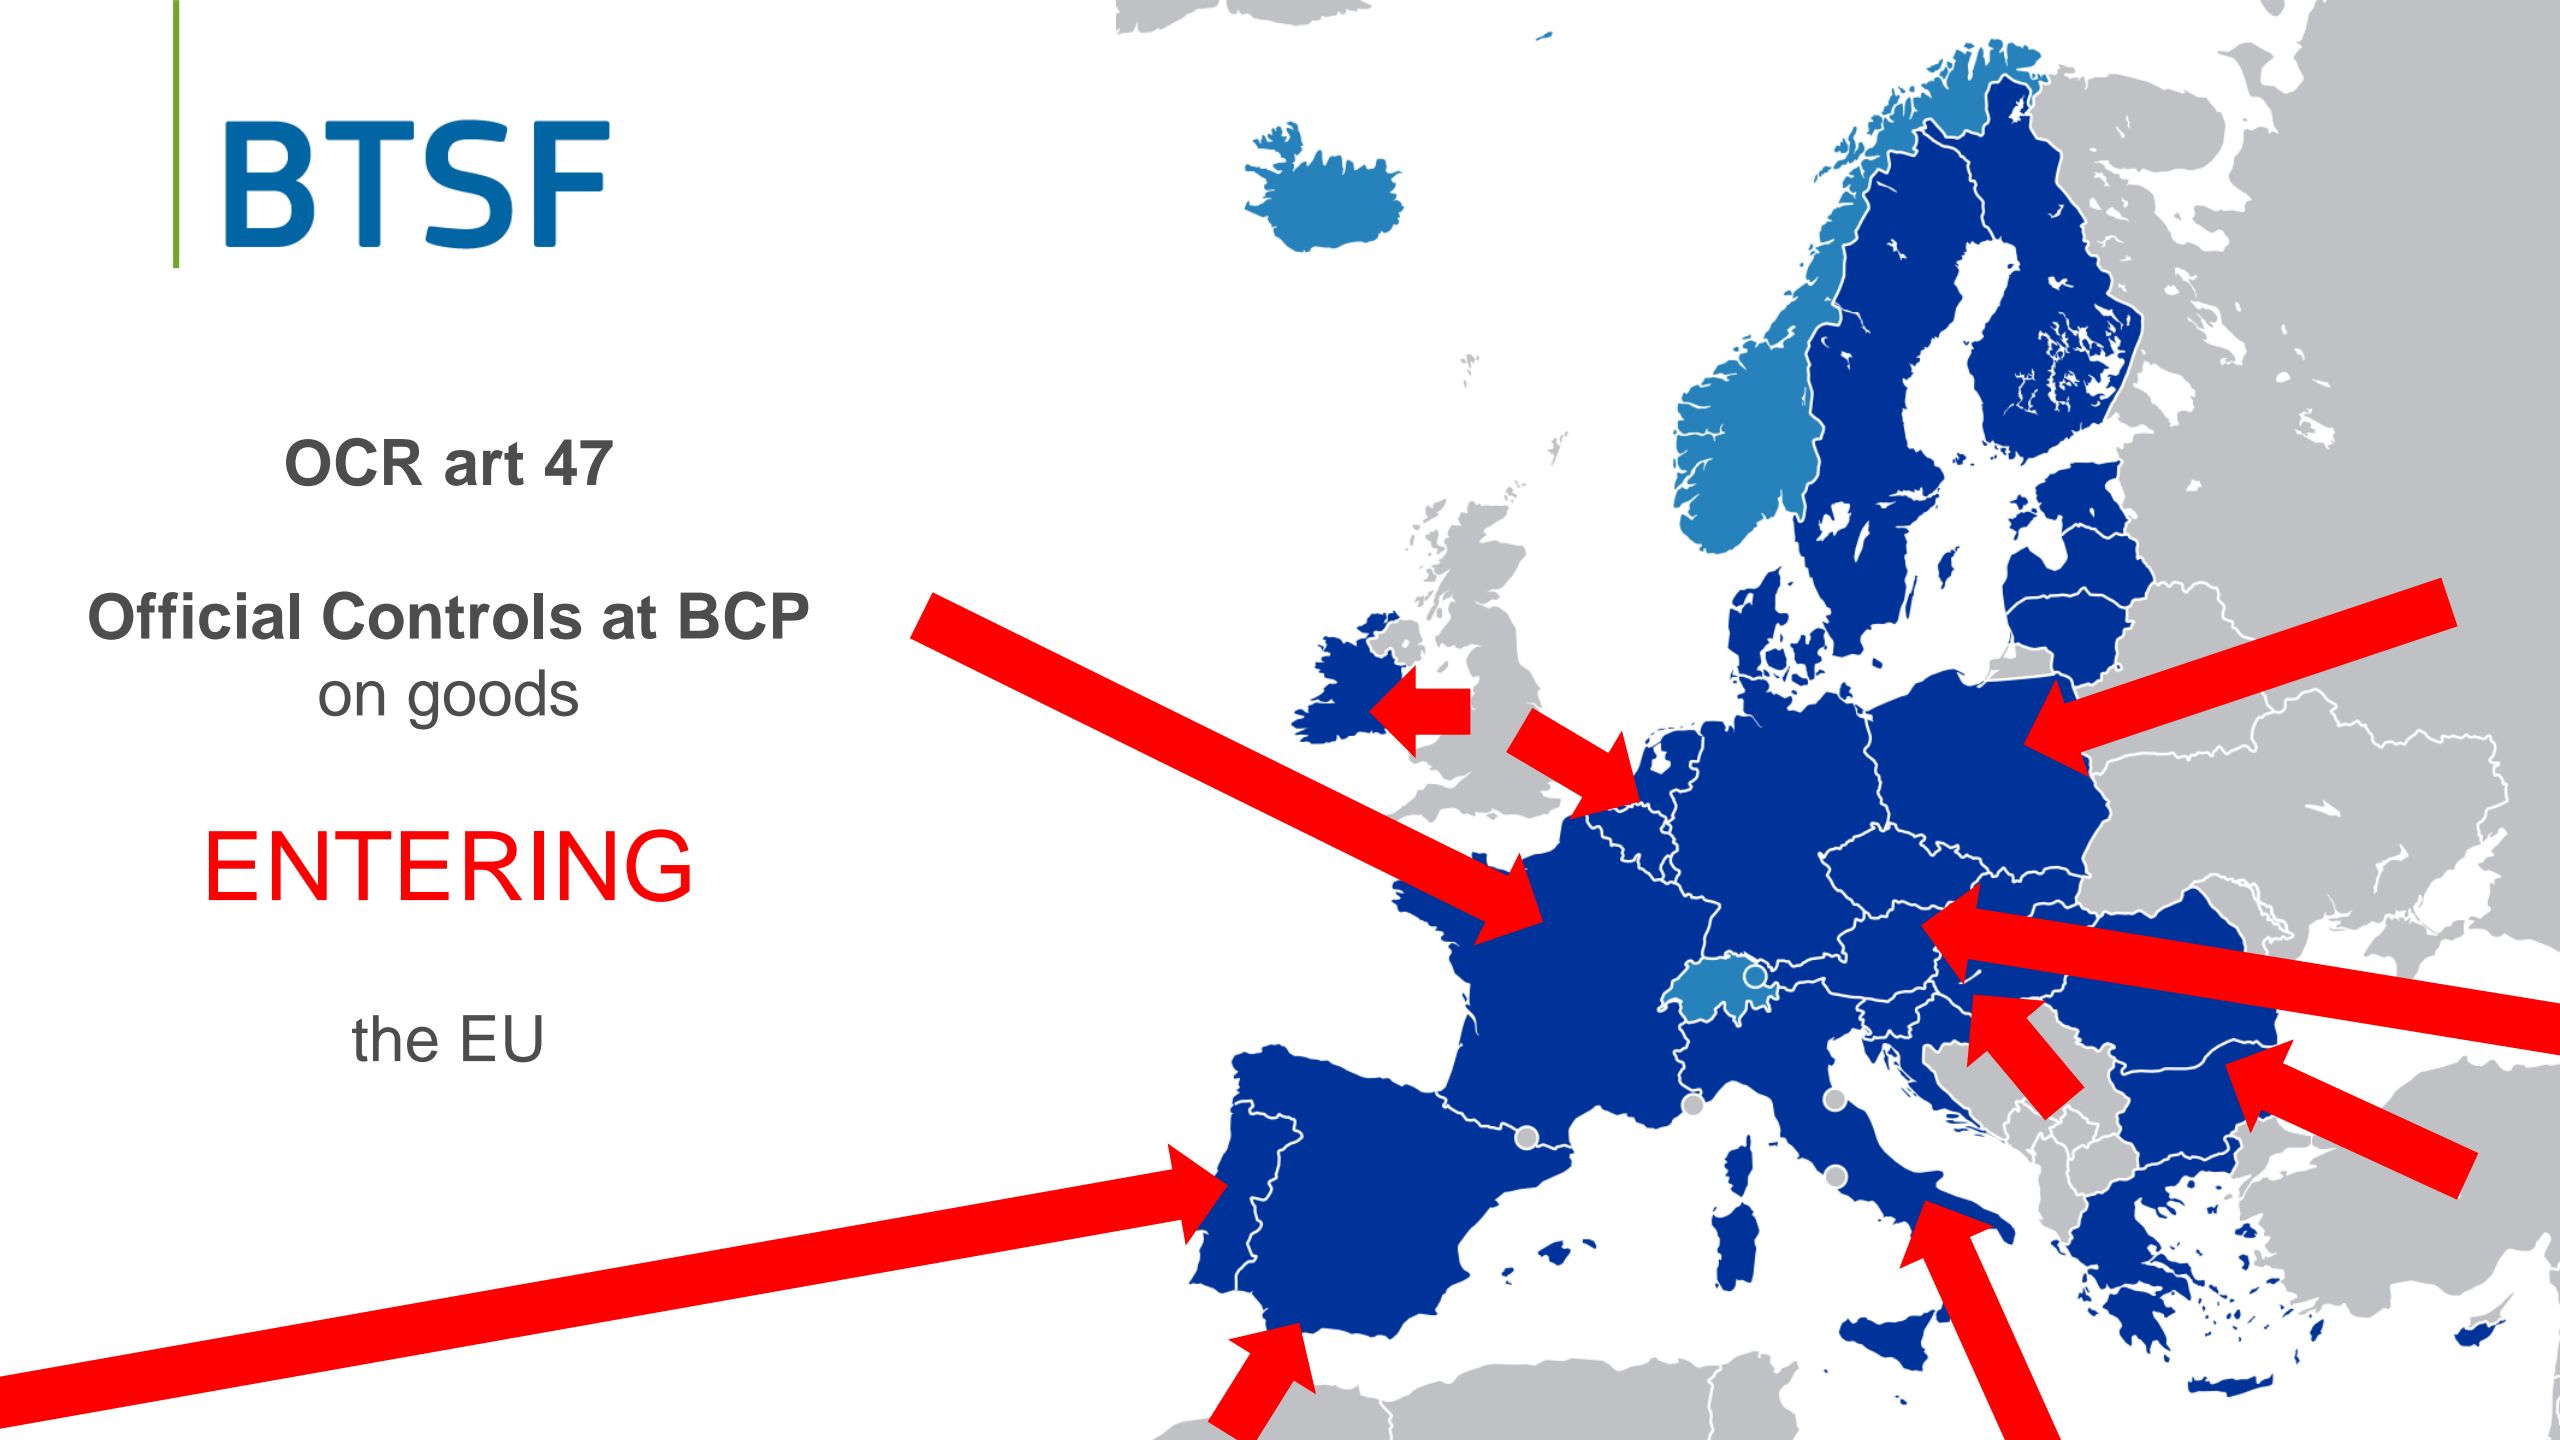 BTSF
OCR art 47
Official Controls at BCP
on goods
ENTERING
the EU